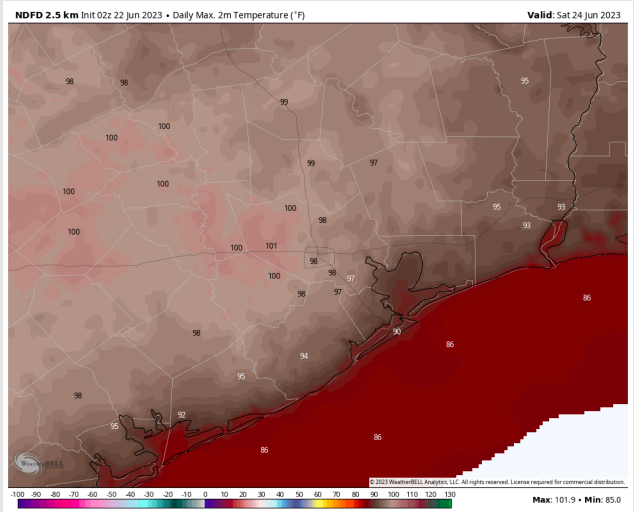 NDFD 2.5 km Init 02z 22 Jun 2023 • Daily Max. 2m Temperature (°F) Valid: Sat 24 Jun 2023
98 98 95
99
100
100
99 97
100 100
100 95 93
98 93
100
100 101
98
100 98 97
98 97 86
98 90
86
94
95
98
92
95
86
86
WeatherBELL
© 2023 WeatherBELL Analytics, LLC. All rights reserved. License required for commercial distribution.
-100 -90 -80 -70 -60 -50 -40 -30 -20 -10 0 10 20 30 40 50 60 70 80 90 100 110 120 130
Max: 101.9 • Min: 85.0